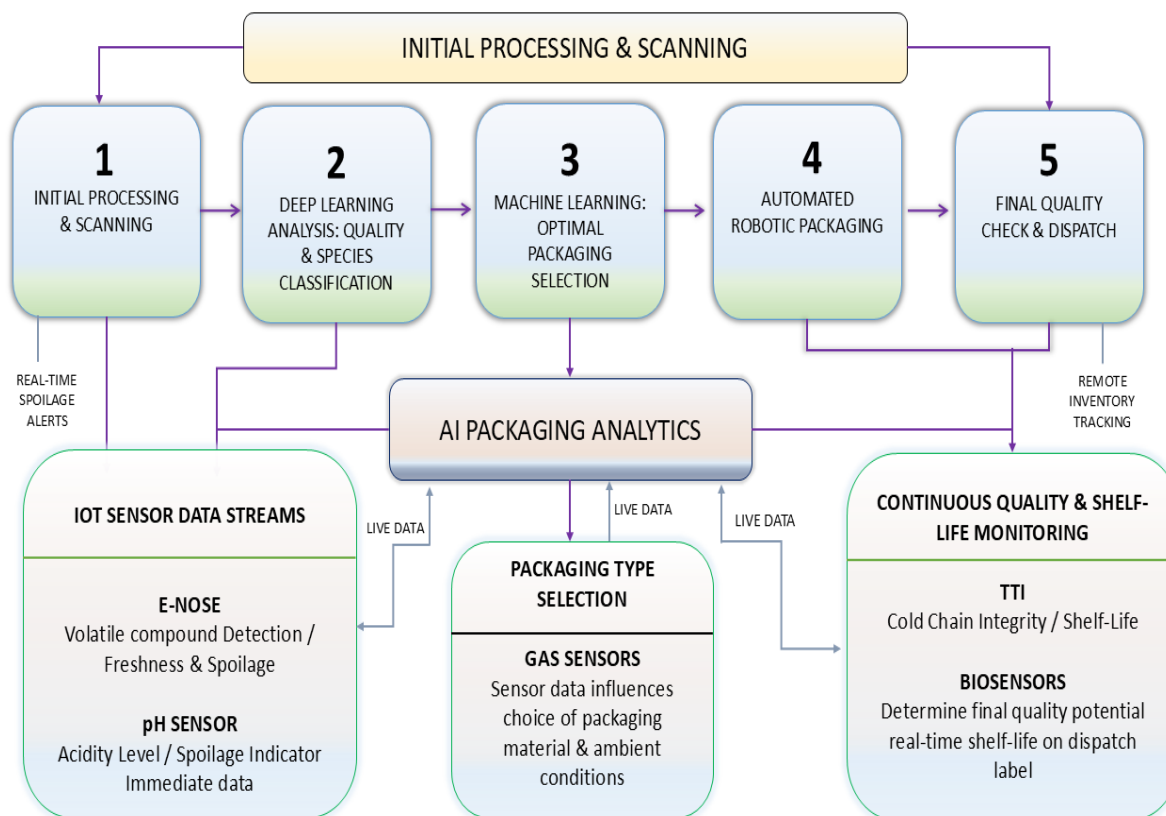 INITIAL PROCESSING & SCANNING
1
INITIAL PROCESSING
& SCANNING
2
DEEP LEARNING
ANALYSIS: QUALITY
& SPECIES
CLASSIFICATION
3
MACHINE LEARNING:
OPTIMAL
PACKAGING
SELECTION
4
AUTOMATED
ROBOTIC PACKAGING
5
FINAL QUALITY
CHECK & DISPATCH
REAL-TIME
SPOILAGE
ALERTS
REMOTE
INVENTORY
TRACKING
AI PACKAGING ANALYTICS
LIVE DATA
LIVE DATA
LIVE DATA
IOT SENSOR DATA STREAMS
E-NOSE
Volatile compound Detection /
Freshness & Spoilage
pH SENSOR
Acidity Level / Spoilage Indicator
Immediate data
PACKAGING TYPE
SELECTION
GAS SENSORS
Sensor data influences
choice of packaging
material & ambient
conditions
CONTINUOUS QUALITY & SHELF-
LIFE MONITORING
TTI
Cold Chain Integrity / Shelf-Life
BIOSENSORS
Determine final quality potential
real-time shelf-life on dispatch
label